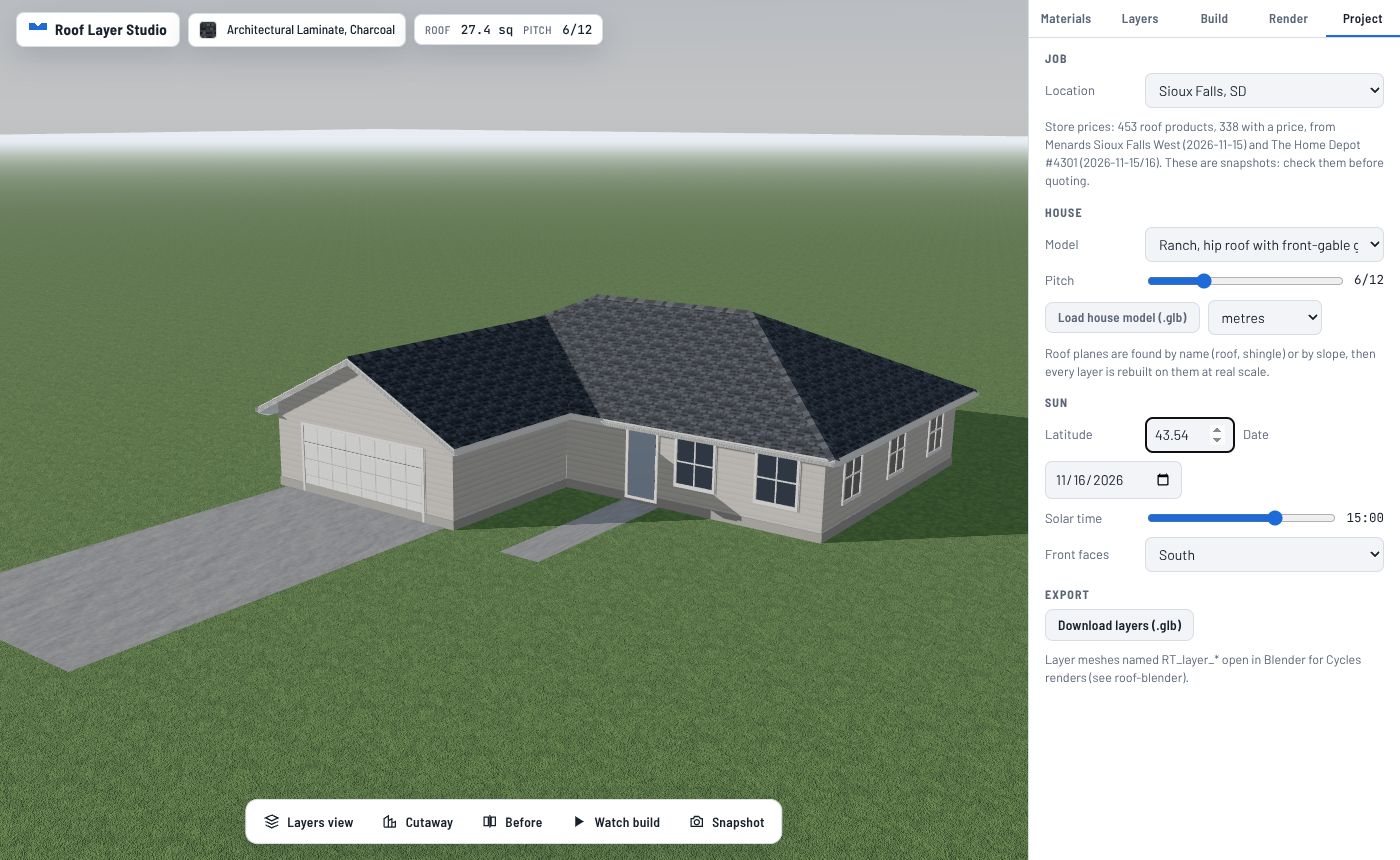 Roof Layer Studio
Architectural Laminate, Charcoal
ROOF 27.4 sq PITCH 6/12
Materials Layers Build Render Project
JOB
Location Sioux Falls, SD
Store prices: 453 roof products, 338 with a price, from
Menards Sioux Falls West (2026-11-15) and The Home Depot
#4301 (2026-11-15/16). These are snapshots: check them before
quoting.
HOUSE
Model Ranch, hip roof with front-gable g
Pitch 6/12
Load house model (.glb) metres
Roof planes are found by name (roof, shingle) or by slope, then
every layer is rebuilt on them at real scale.
SUN
Latitude 43.54 Date
11/16/2026
Solar time 15:00
Front faces South
EXPORT
Download layers (.glb)
Layer meshes named RT_layer_* open in Blender for Cycles
renders (see roof-blender).
Layers view Cutaway Before Watch build Snapshot